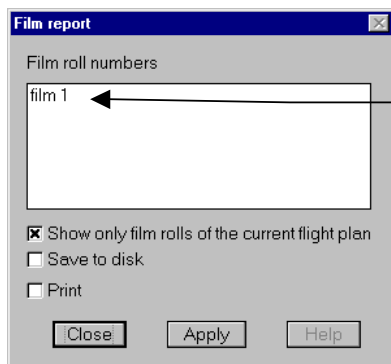 Film report
Film roll numbers
film 1
Show only film rolls of the current flight plan
Save to disk
Print
Close Apply Help